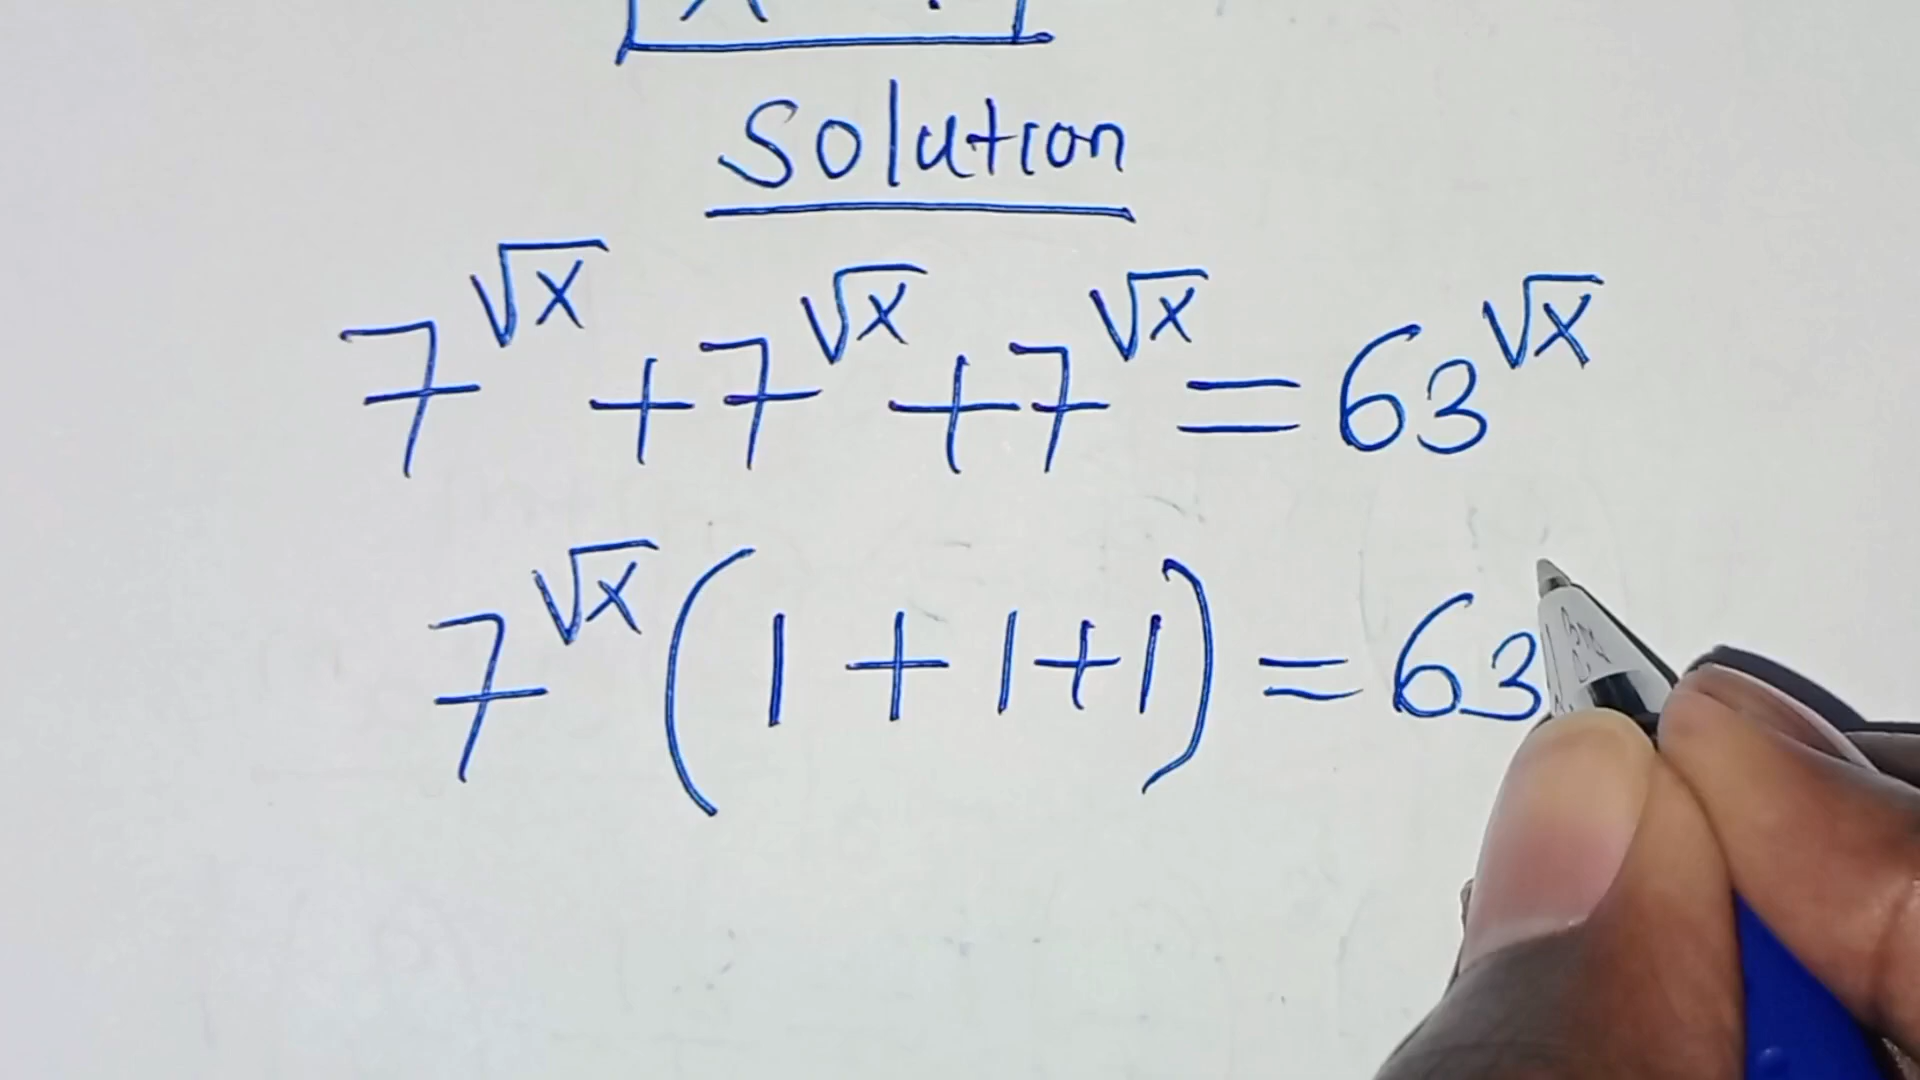 Solution
7^√x + 7^√x + 7^√x = 63^√x
7^√x (1 + 1 + 1) = 63